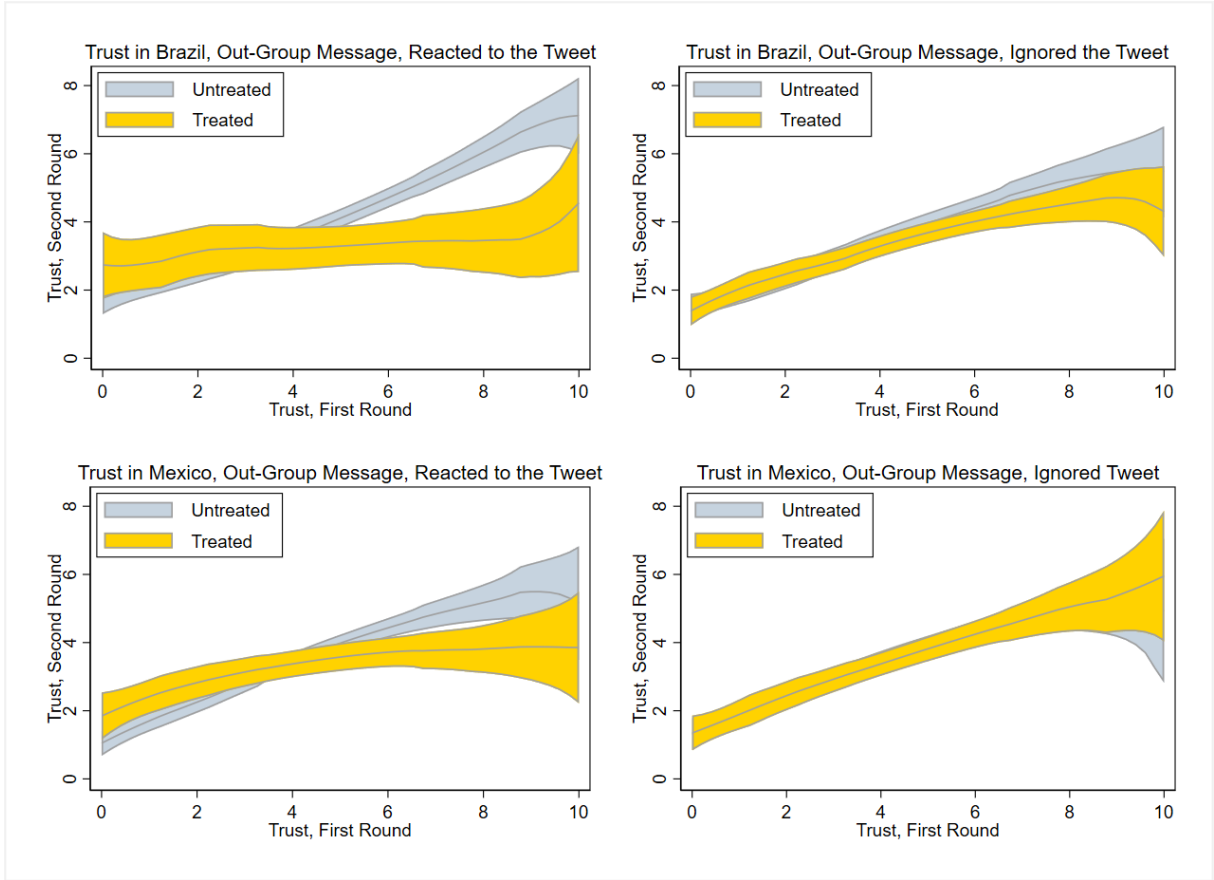 Trust in Brazil, Out-Group Message, Reacted to the Tweet
Untreated
Treated
Trust, Second Round
0
2
4
6
8
0
2
4
6
8
10
Trust, First Round
Trust in Brazil, Out-Group Message, Ignored the Tweet
Untreated
Treated
Trust, Second Round
0
2
4
6
8
0
2
4
6
8
10
Trust, First Round
Trust in Mexico, Out-Group Message, Reacted to the Tweet
Untreated
Treated
Trust, Second Round
0
2
4
6
8
0
2
4
6
8
10
Trust, First Round
Trust in Mexico, Out-Group Message, Ignored Tweet
Untreated
Treated
Trust, Second Round
0
2
4
6
8
0
2
4
6
8
10
Trust, First Round